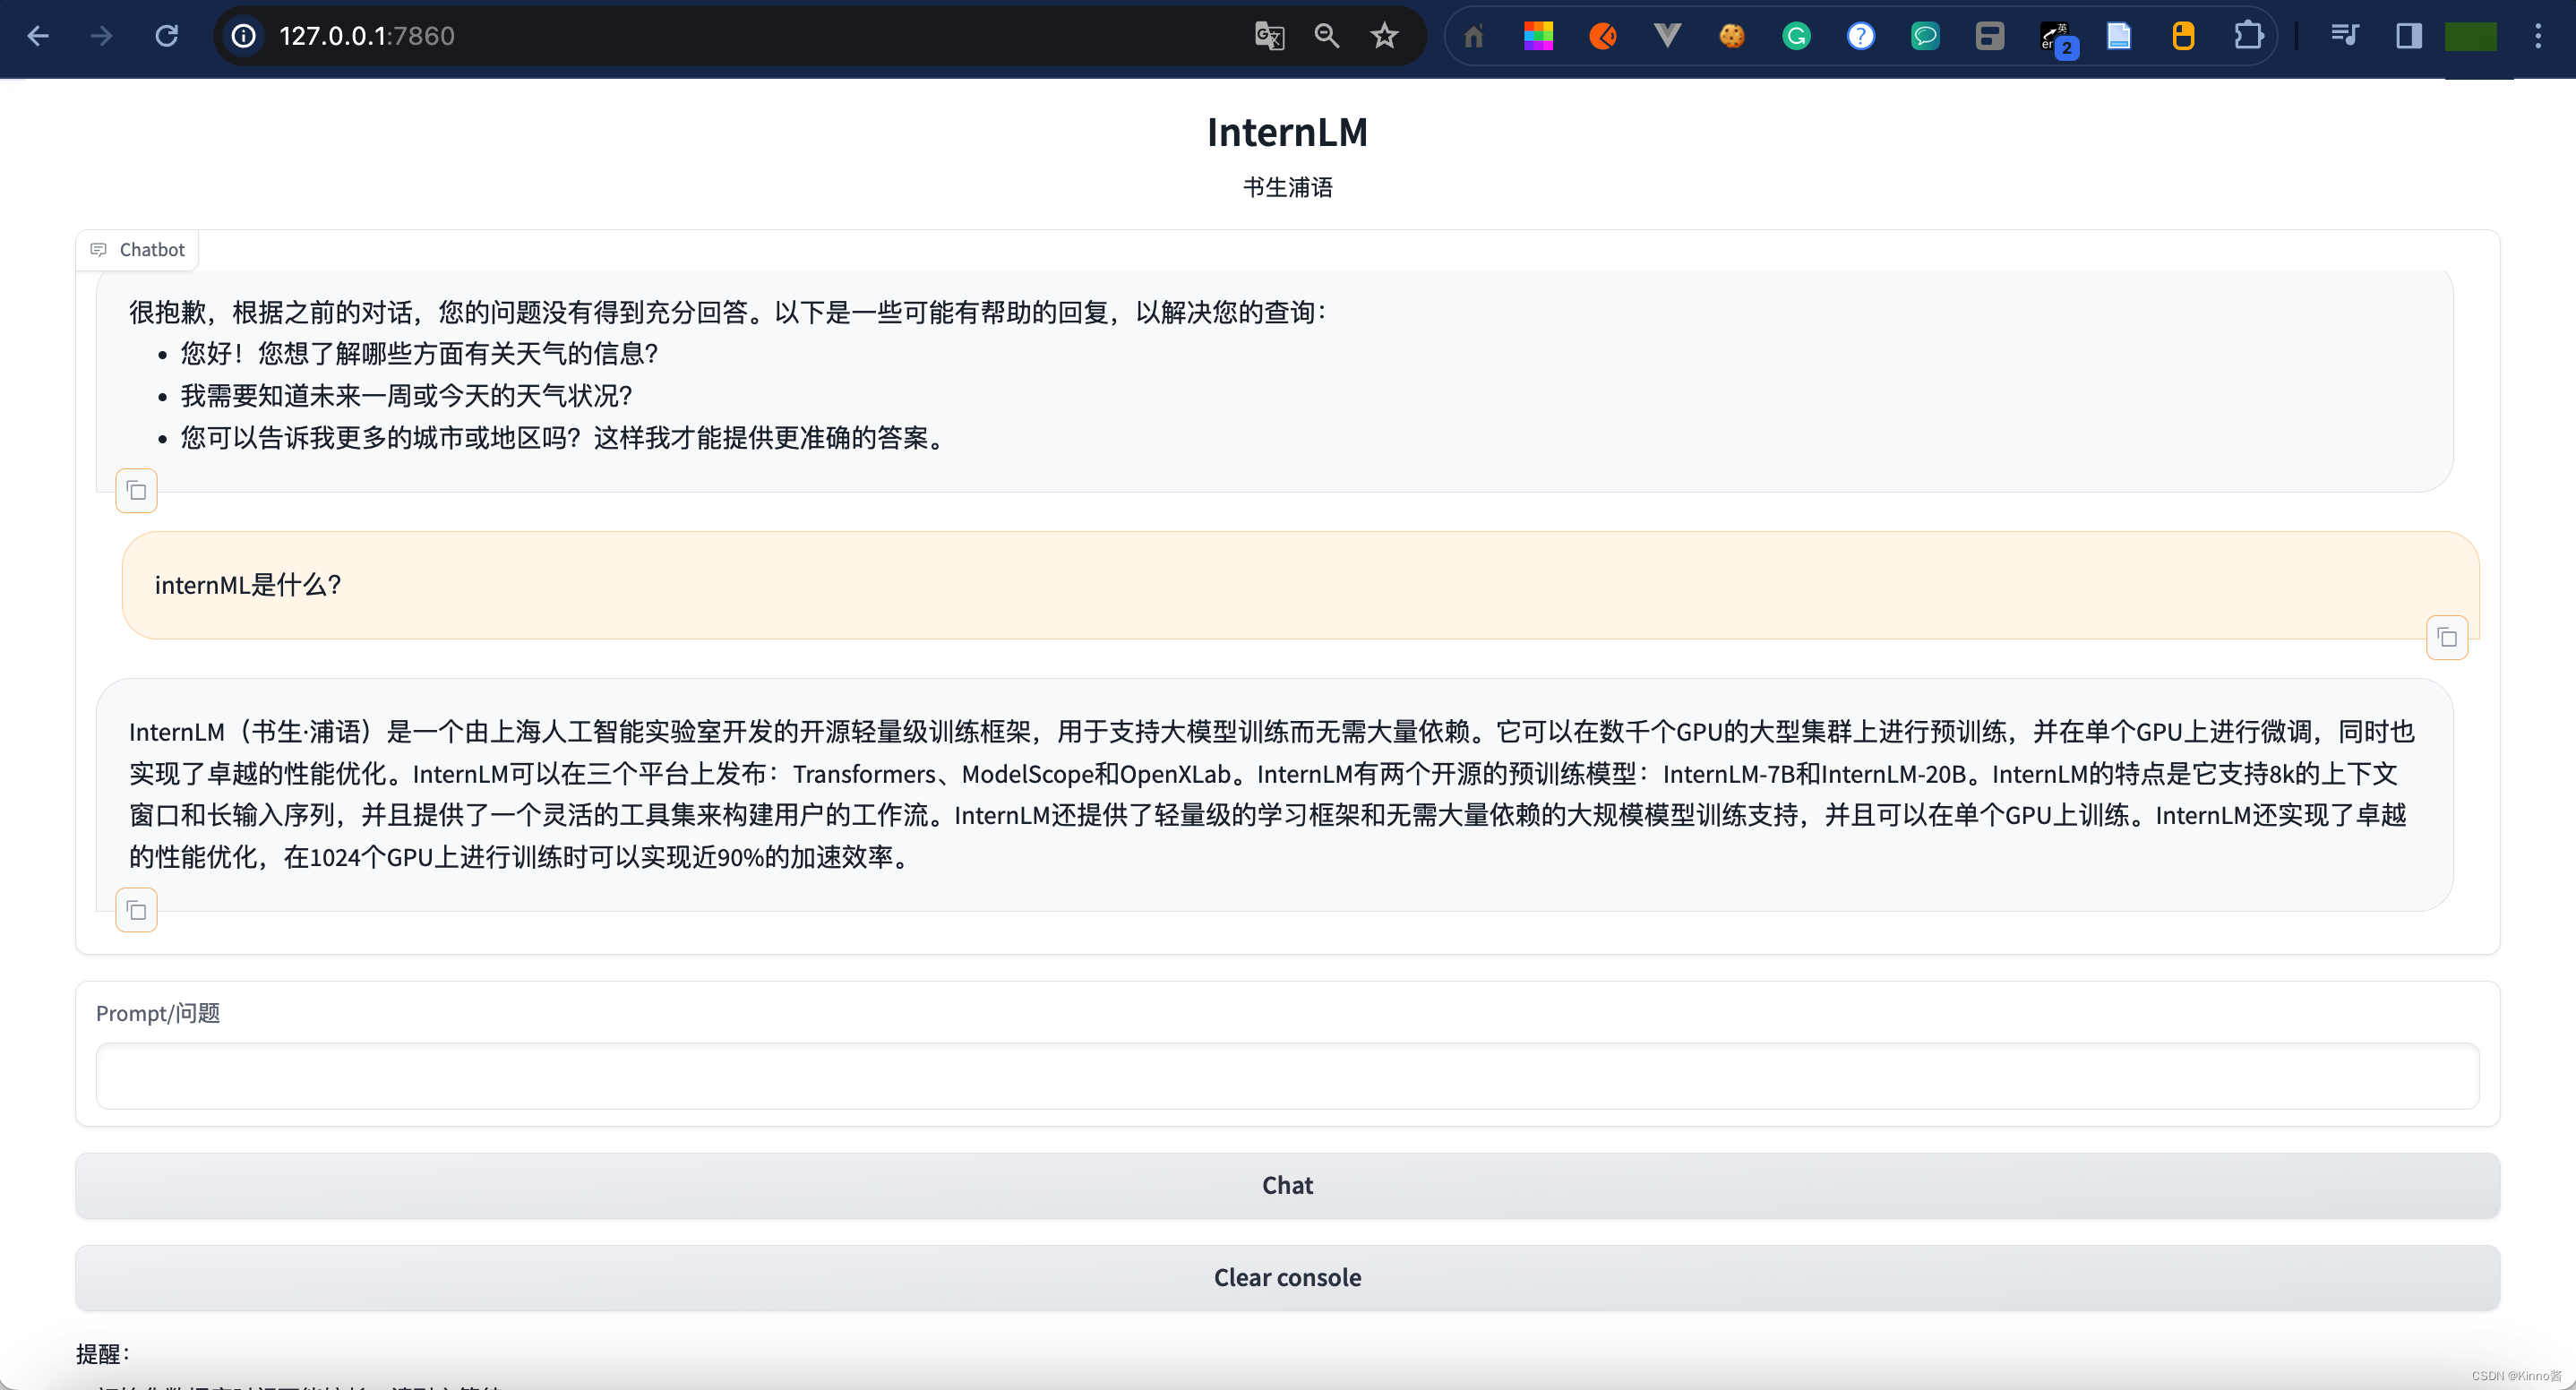 127.0.0.1:7860
英
er
2
InternLM
书生浦语
Chatbot
很抱歉，根据之前的对话，您的问题没有得到充分回答。以下是一些可能有帮助的回复，以解决您的查询：
• 您好！您想了解哪些方面有关天气的信息？
• 我需要知道未来一周或今天的天气状况？
• 您可以告诉我更多的城市或地区吗？这样我才能提供更准确的答案。
internML是什么？
InternLM（书生·浦语）是一个由上海人工智能实验室开发的开源轻量级训练框架，用于支持大模型训练而无需大量依赖。它可以在数千个GPU的大型集群上进行预训练，并在单个GPU上进行微调，同时也
实现了卓越的性能优化。InternLM可以在三个平台上发布：Transformers、ModelScope和OpenXLab。InternLM有两个开源的预训练模型：InternLM-7B和InternLM-20B。InternLM的特点是它支持8k的上下文
窗口和长输入序列，并且提供了一个灵活的工具集来构建用户的工作流。InternLM还提供了轻量级的学习框架和无需大量依赖的大规模模型训练支持，并且可以在单个GPU上训练。InternLM还实现了卓越
的性能优化，在1024个GPU上进行训练时可以实现近90%的加速效率。
Prompt/问题
Chat
Clear console
提醒：
CSDN @Kinno酱